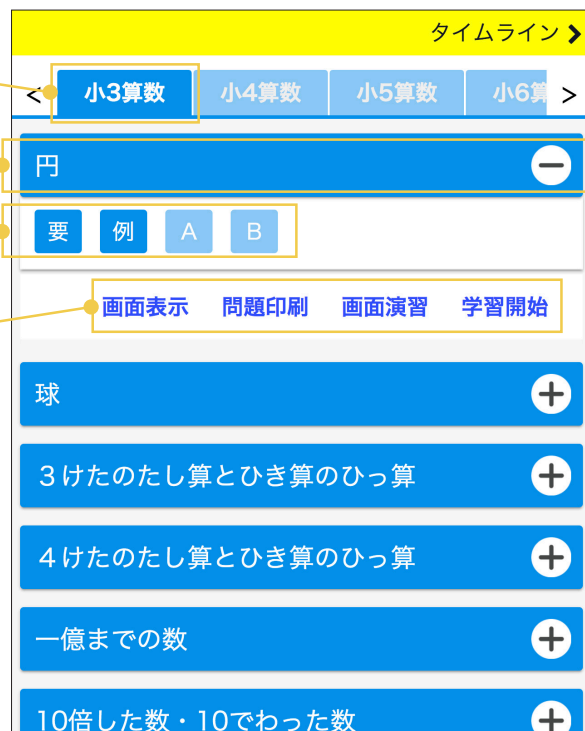 タイムライン
< 小3算数 小4算数 小5算数 小6算 >
円
要 例 A B
画面表示 問題印刷 画面演習 学習開始
球
３けたのたし算とひき算のひっ算
４けたのたし算とひき算のひっ算
一億までの数
10倍した数・10でわった数